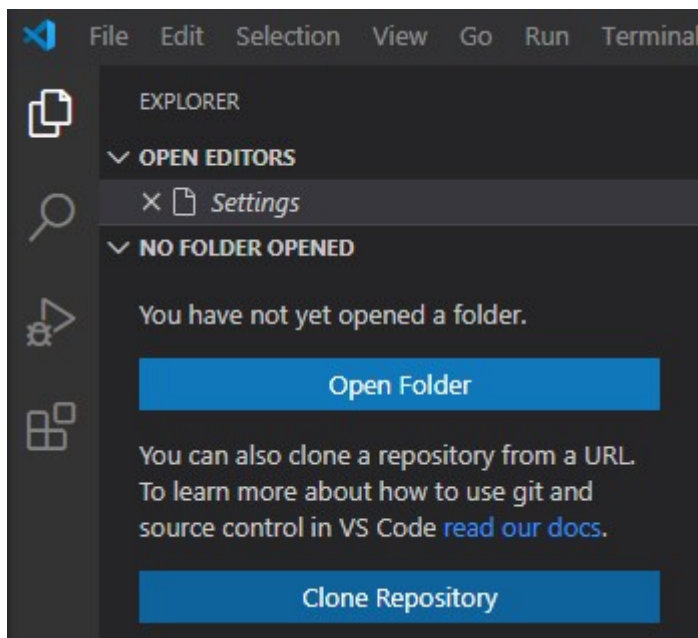 File Edit Selection View Go Run Terminal
EXPLORER
OPEN EDITORS
Settings
NO FOLDER OPENED
You have not yet opened a folder.
Open Folder
You can also clone a repository from a URL.
To learn more about how to use git and
source control in VS Code read our docs.
Clone Repository